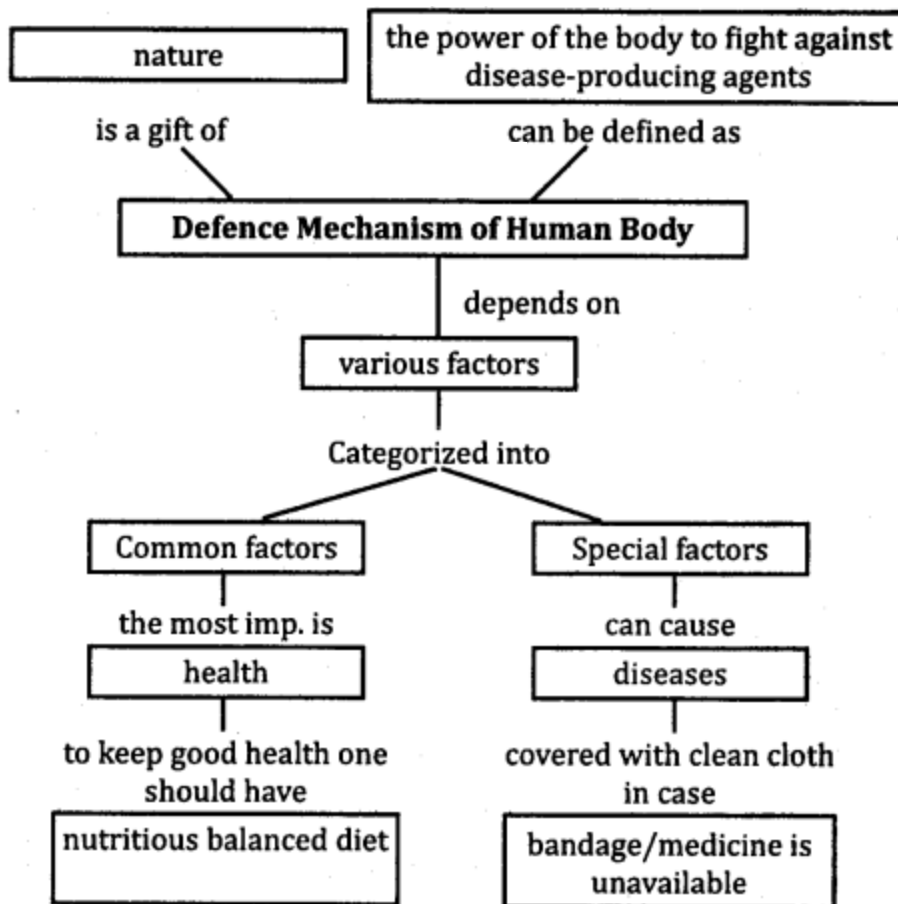 nature
the power of the body to fight against
disease-producing agents
is a gift of
can be defined as
Defence Mechanism of Human Body
depends on
various factors
Categorized into
Common factors
Special factors
the most imp. is
can cause
health
diseases
to keep good health one
should have
covered with clean cloth
in case
nutritious balanced diet
bandage/medicine is
unavailable